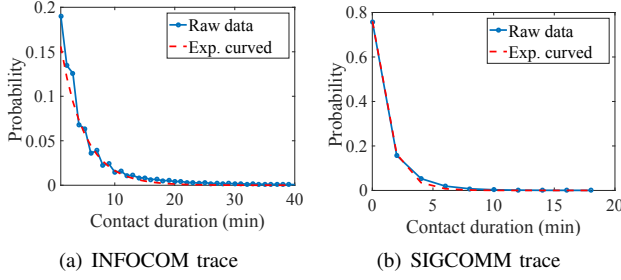 0.2
0.15
0.1
0.05
0
Probability
Raw data
Exp. curved
10 20 30 40
Contact duration (min)
(a) INFOCOM trace
0.8
0.6
0.4
0.2
0
Probability
Raw data
Exp. curved
0 5 10 15 20
Contact duration (min)
(b) SIGCOMM trace